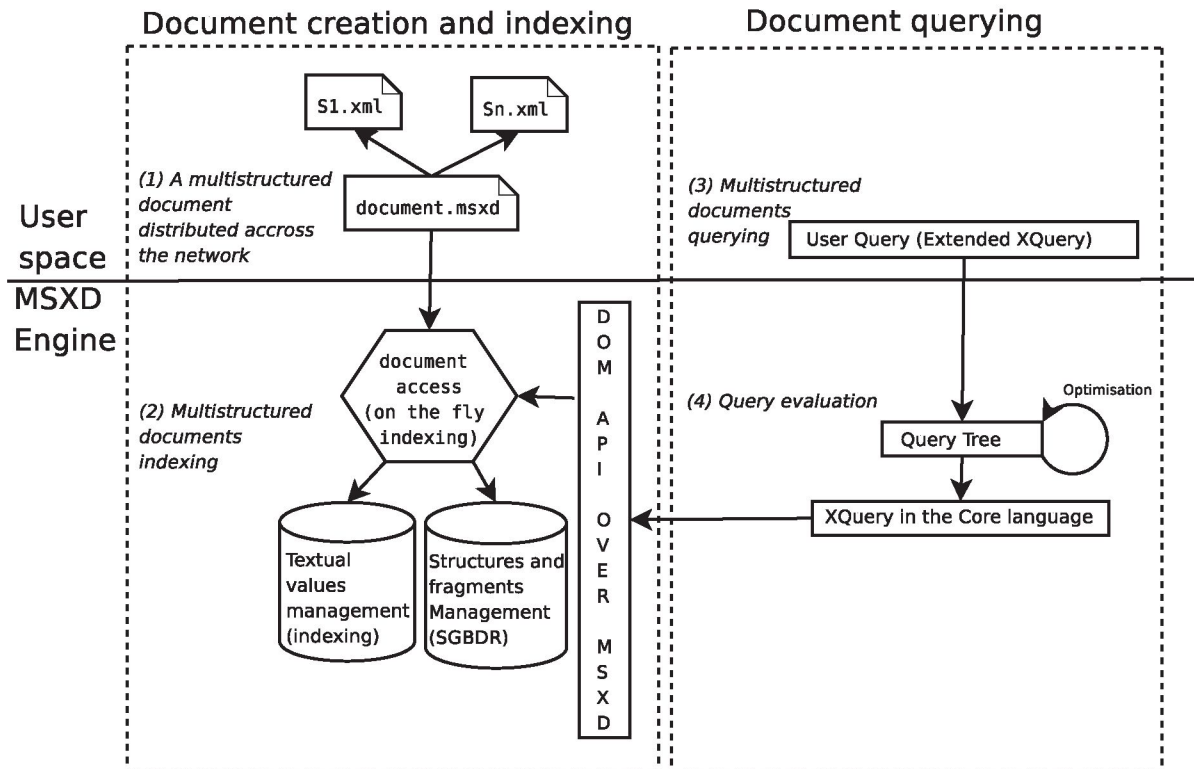 Document creation and indexing
Document querying
S1.xml
Sn.xml
(1) A multistructured
document
distributed accross
the network
document.msxd
(3) Multistructured
documents
querying
User Query (Extended XQuery)
User
space
MSXD
Engine
document
access
(on the fly
indexing)
(2) Multistructured
documents
indexing
Textual
values
management
(indexing)
Structures and
fragments
Management
(SGBDR)
D
O
M
A
P
I
O
V
E
R
M
S
X
D
(4) Query evaluation
Optimisation
Query Tree
XQuery in the Core language